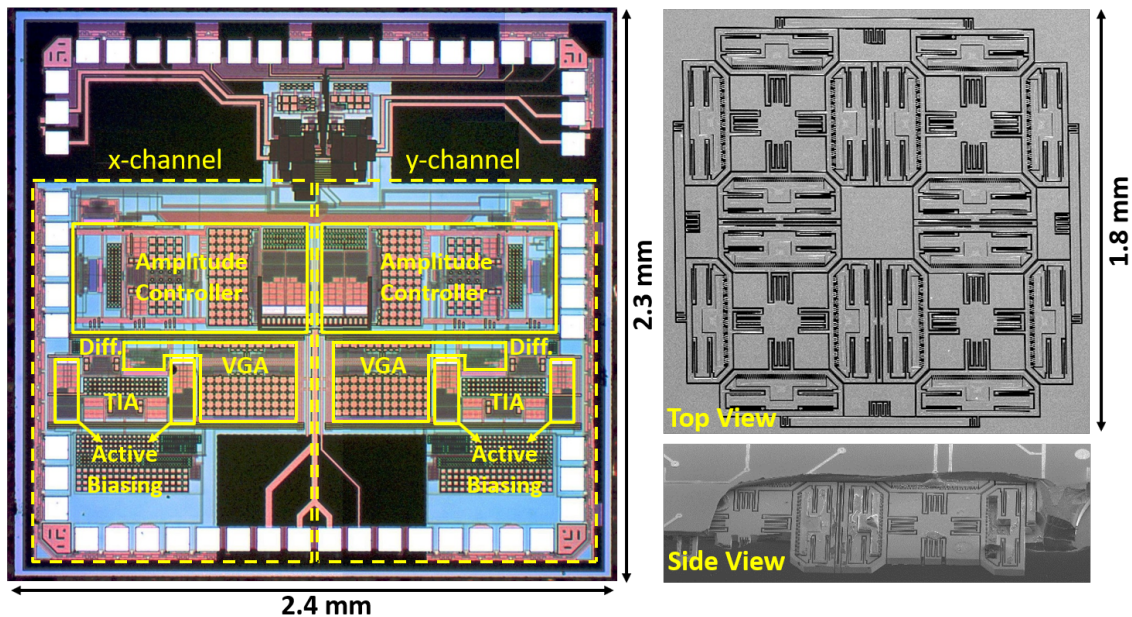 x-channel
y-channel
Amplitude
Controller
Amplitude
Controller
Diff.
VGA
TIA
VGA
Diff.
TIA
Active
Biasing
Active
Biasing
2.4 mm
2.3 mm
Top View
1.8 mm
Side View